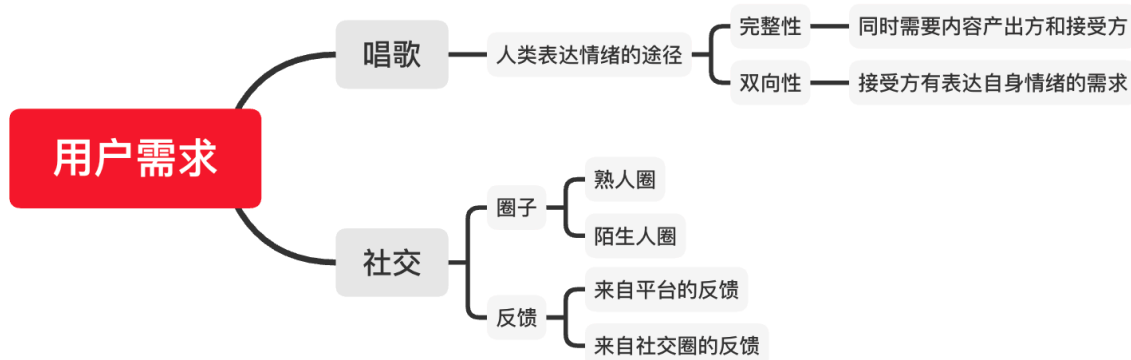 用户需求
唱歌
人类表达情绪的途径
完整性
同时需要内容产出方和接受方
双向性
接受方有表达自身情绪的需求
社交
圈子
熟人圈
陌生人圈
反馈
来自平台的反馈
来自社交圈的反馈